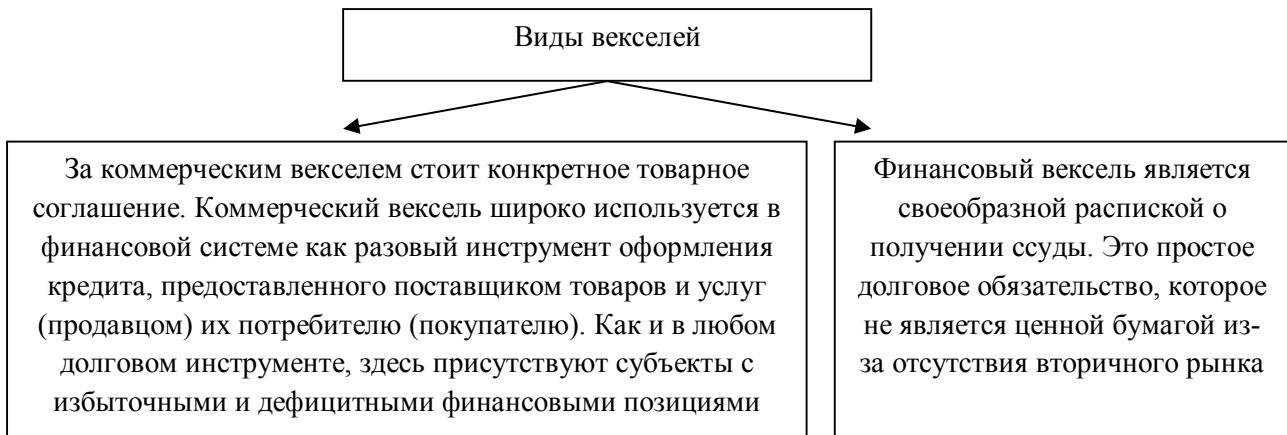 Виды векселей
За коммерческим векселем стоит конкретное товарное
соглашение. Коммерческий вексель широко используется в
финансовой системе как разовый инструмент оформления
кредита, предоставленного поставщиком товаров и услуг
(продавцом) их потребителю (покупателю). Как и в любом
долговом инструменте, здесь присутствуют субъекты с
избыточными и дефицитными финансовыми позициями
Финансовый вексель является
своеобразной распиской о
получении ссуды. Это простое
долговое обязательство, которое
не является ценной бумагой из-
за отсутствия вторичного рынка